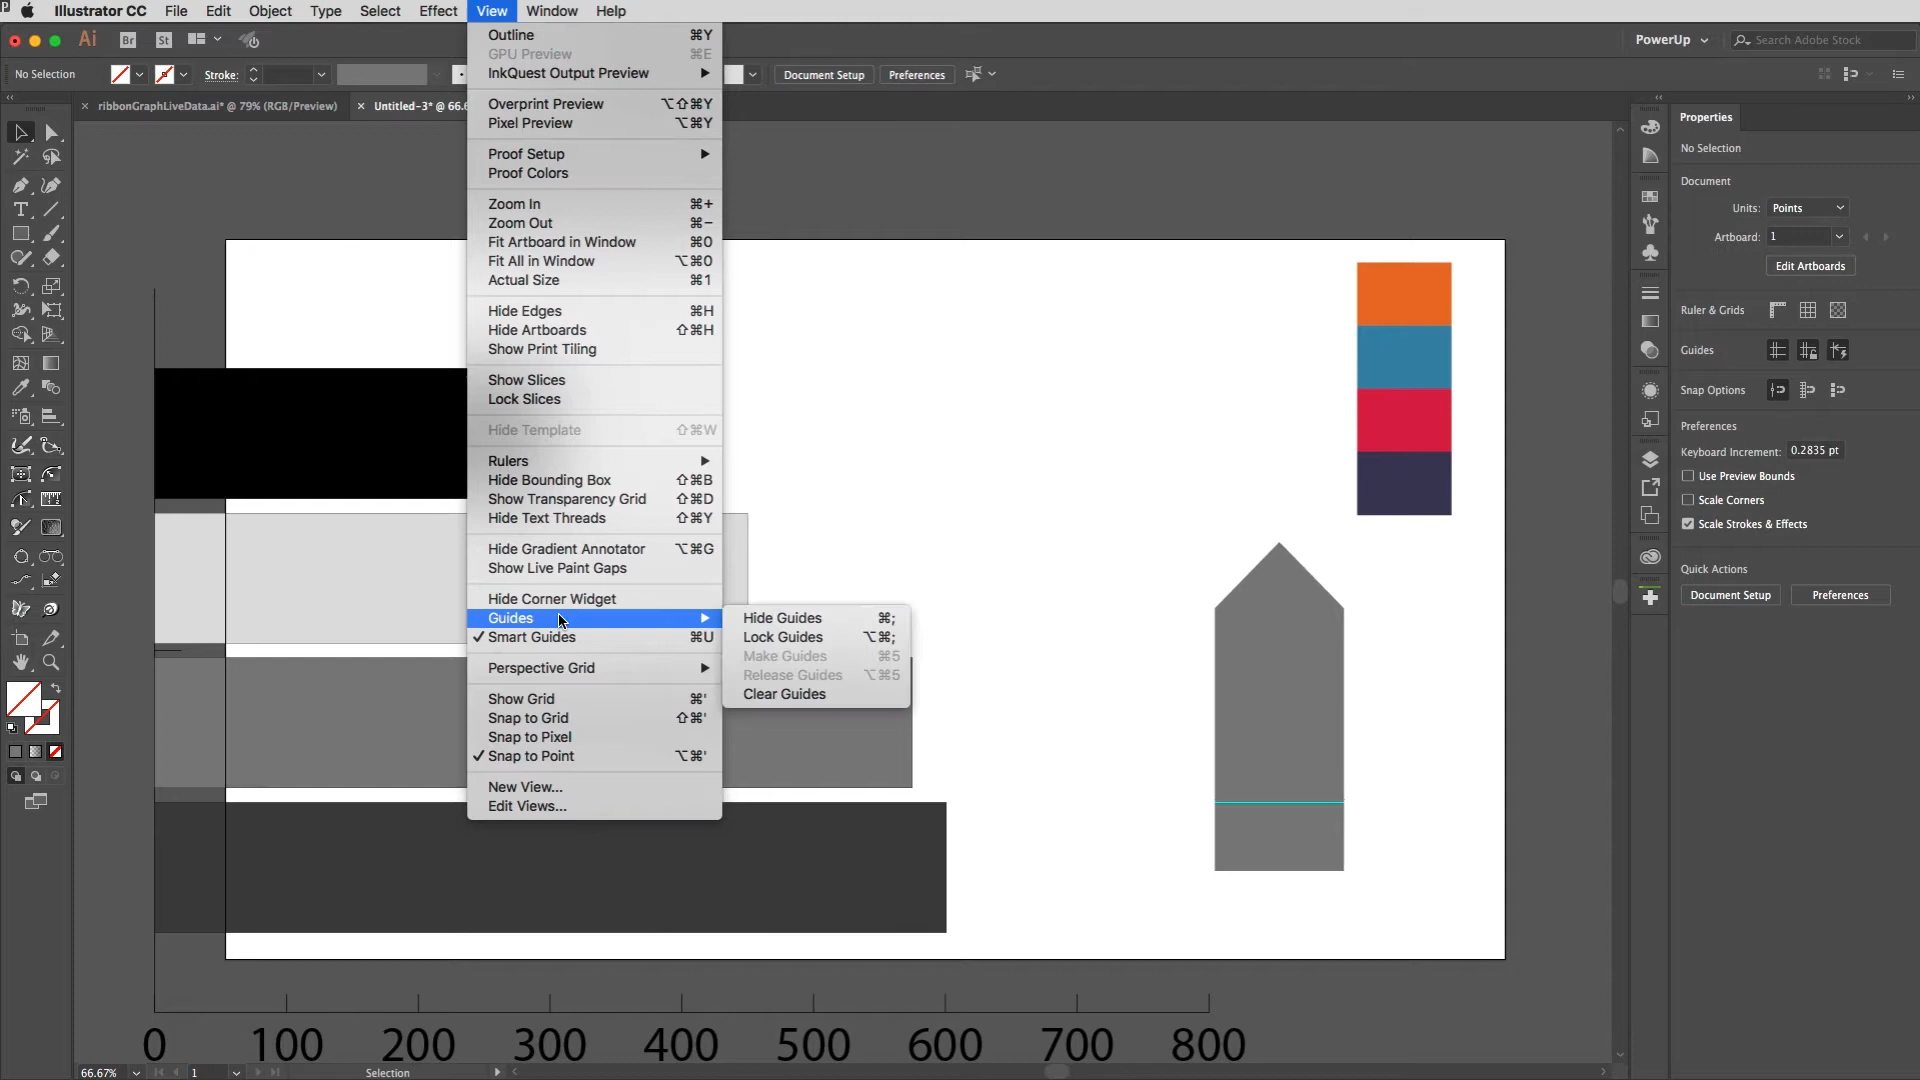 Illustrator CC File Edit Object Type Select Effect View Window Help
Ai Br St PowerUp Search Adobe Stock
No Selection Stroke: Document Setup Preferences
× ribbonGraphLiveData.ai* @ 79% (RGB/Preview) × Untitled-3* @ 66.6
Outline ⌘Y
GPU Preview ⌘E
InkQuest Output Preview
Overprint Preview ⌥⇧⌘Y
Pixel Preview ⌥⌘Y
Proof Setup
Proof Colors
Zoom In ⌘+
Zoom Out ⌘−
Fit Artboard in Window ⌘0
Fit All in Window ⌥⌘0
Actual Size ⌘1
Hide Edges ⌘H
Hide Artboards ⇧⌘H
Show Print Tiling
Show Slices
Lock Slices
Hide Template ⇧⌘W
Rulers
Hide Bounding Box ⇧⌘B
Show Transparency Grid ⇧⌘D
Hide Text Threads ⇧⌘Y
Hide Gradient Annotator ⌥⌘G
Show Live Paint Gaps
Hide Corner Widget
Guides
✓ Smart Guides ⌘U
Perspective Grid
Show Grid ⌘'
Snap to Grid ⇧⌘'
Snap to Pixel
✓ Snap to Point ⌥⌘'
New View...
Edit Views...
Hide Guides ⌘;
Lock Guides ⌥⌘;
Make Guides ⌘5
Release Guides ⌥⌘5
Clear Guides
Properties
No Selection
Document
Units: Points
Artboard: 1
Edit Artboards
Ruler & Grids
Guides
Snap Options
Preferences
Keyboard Increment: 0.2835 pt
Use Preview Bounds
Scale Corners
Scale Strokes & Effects
Quick Actions
Document Setup Preferences
0 100 200 300 400 500 600 700 800
66.67% 1 Selection